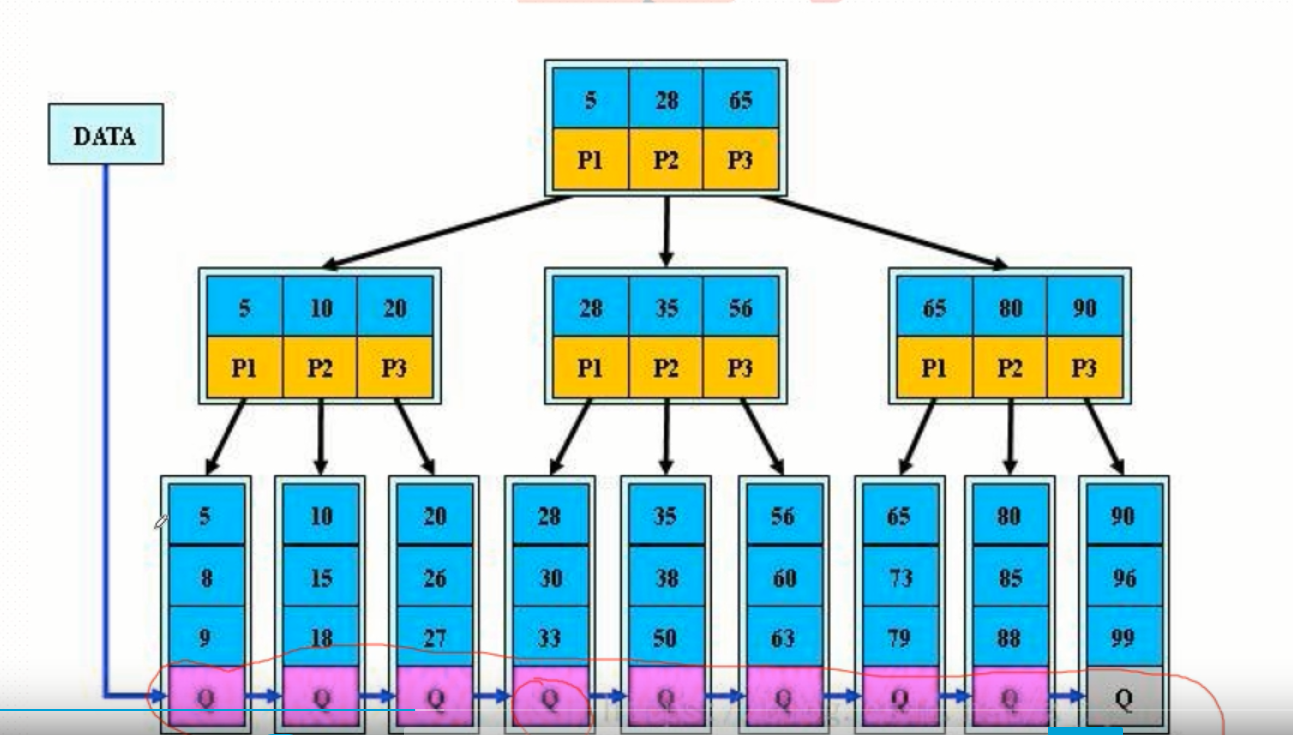 5 28 65
DATA
P1 P2 P3
5 10 20 28 35 56 65 80 90
P1 P2 P3 P1 P2 P3 P1 P2 P3
5 10 20 28 35 56 65 80 90
8 15 26 30 38 60 73 85 96
9 18 27 33 50 63 79 88 99
Q Q Q Q Q Q Q Q Q